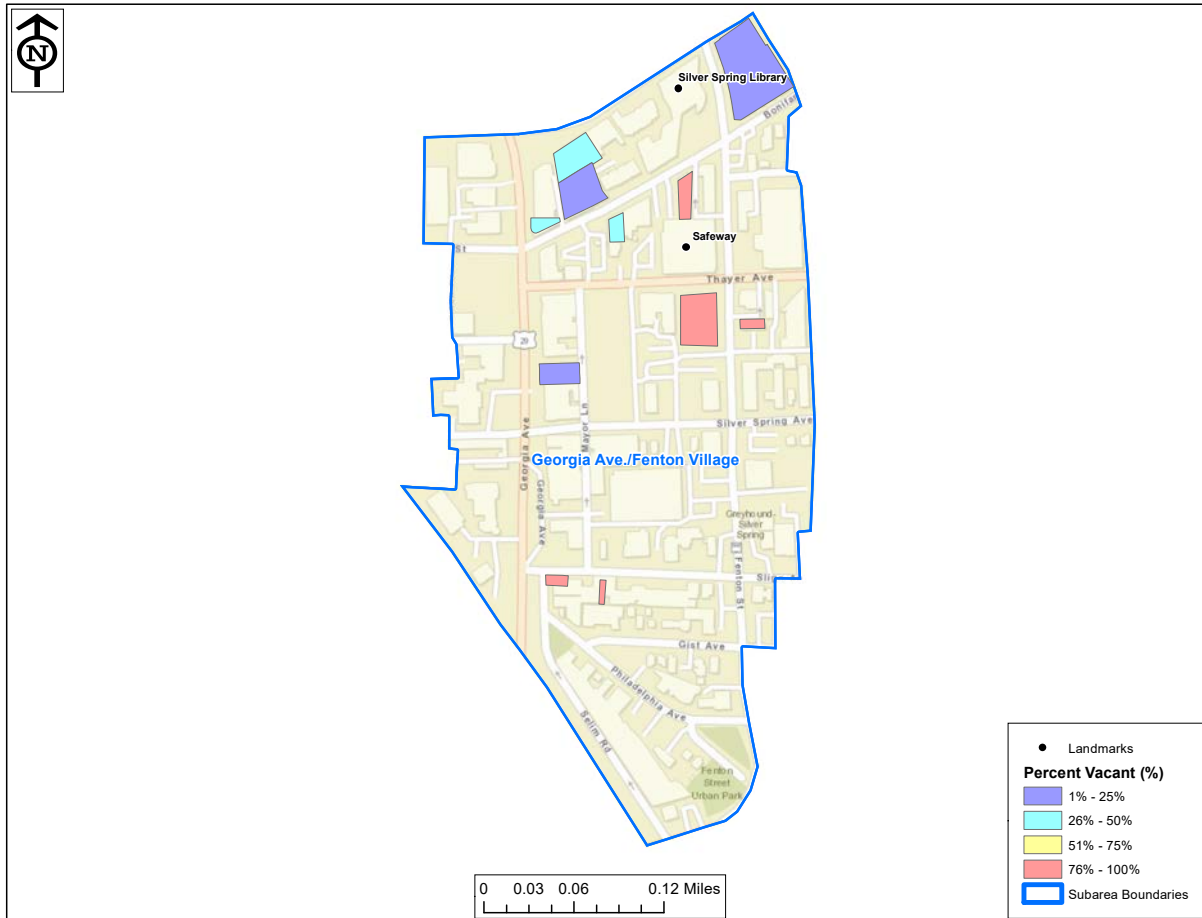 N
Silver Spring Library
Bonifa
Safeway
St
Thayer Ave
29
Silver Spring Ave
Mayor Ln
Georgia Ave
Georgia Ave./Fenton Village
Georgia Ave
Greyhound-
Silver
Spring
Fenton St
Gist Ave
Philadelphia Ave
Selim Rd
Fenton
Street
Urban Park
Landmarks
Percent Vacant (%)
1% - 25%
26% - 50%
51% - 75%
76% - 100%
Subarea Boundaries
0 0.03 0.06 0.12 Miles